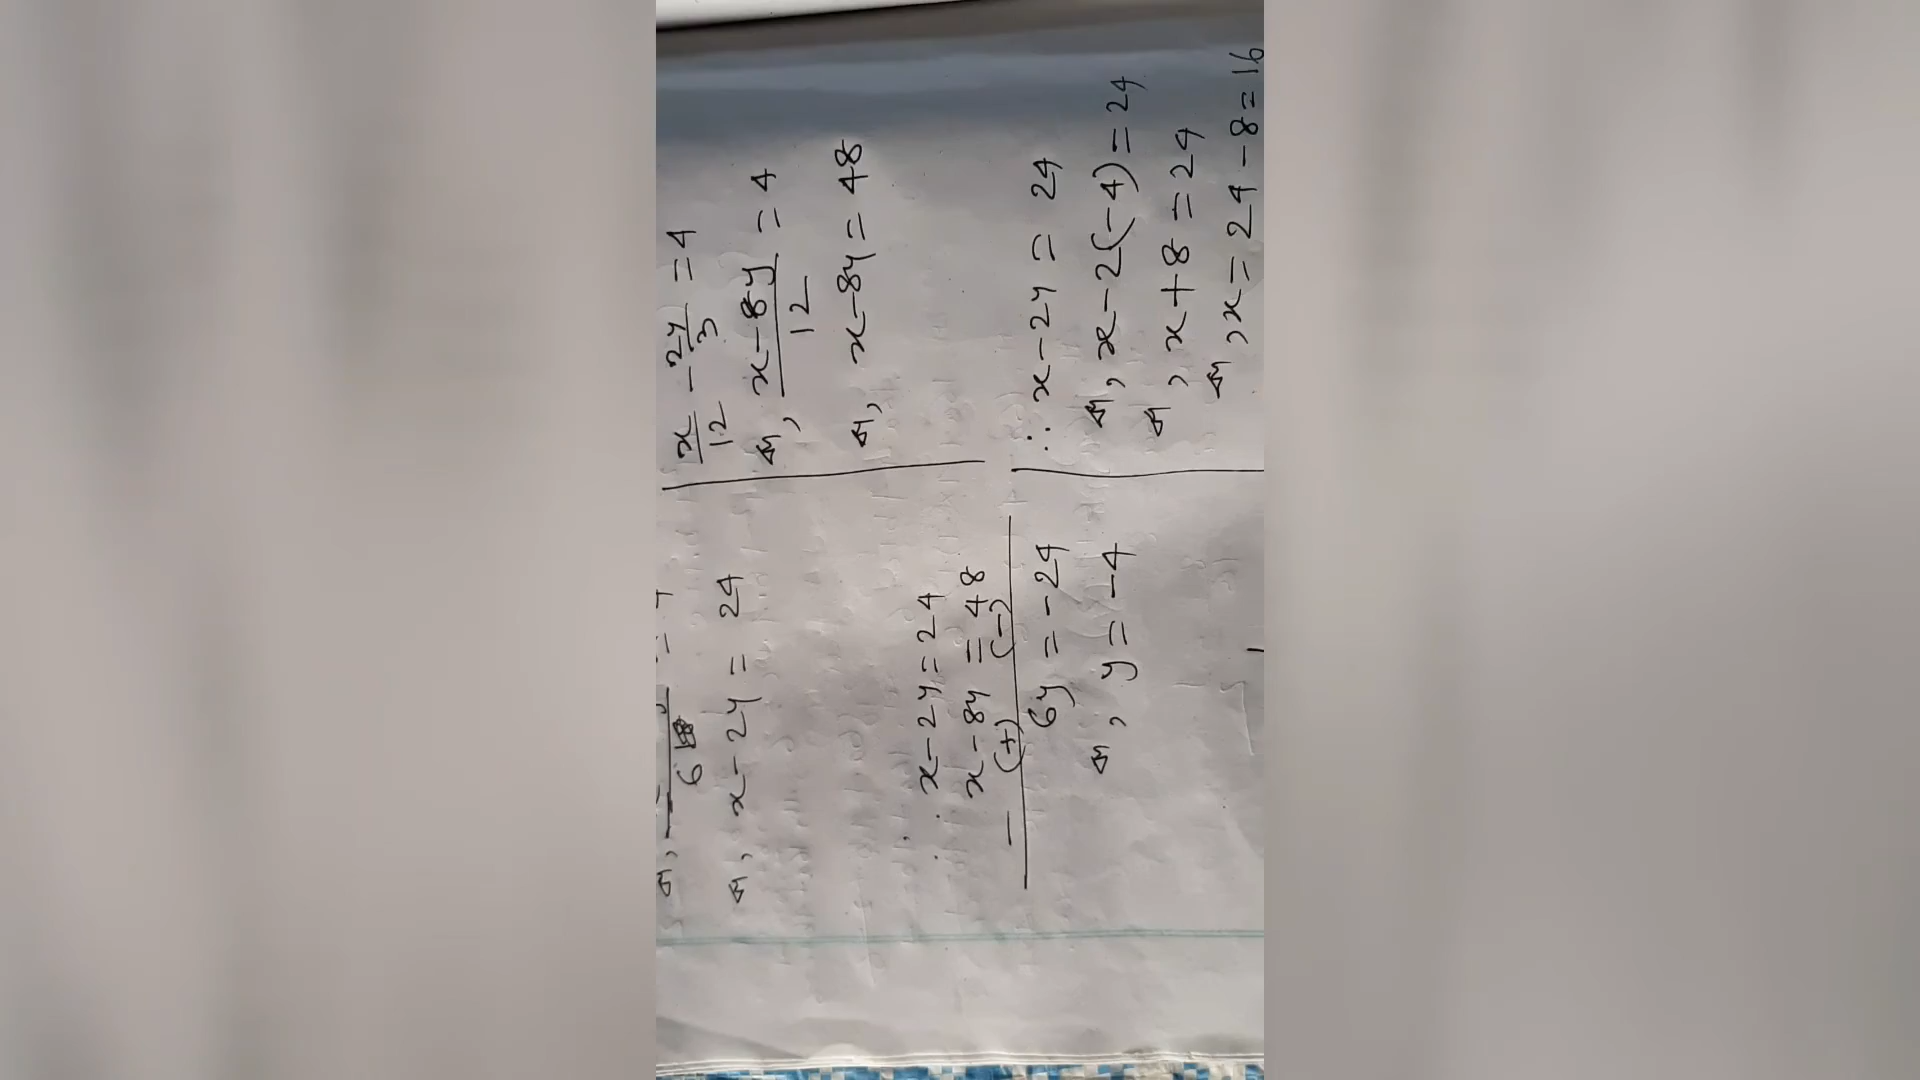 বা, x - 2y = 24
x/12 - 2y/3 = 4
বা, (x - 8y)/12 = 4
বা, x - 8y = 48
∴ x - 2y = 24
x - 8y = 48
- (+) (-)
6y = -24
বা, y = -4
∴ x - 2y = 24
বা, x - 2(-4) = 24
বা, x + 8 = 24
বা, x = 24 - 8 = 16